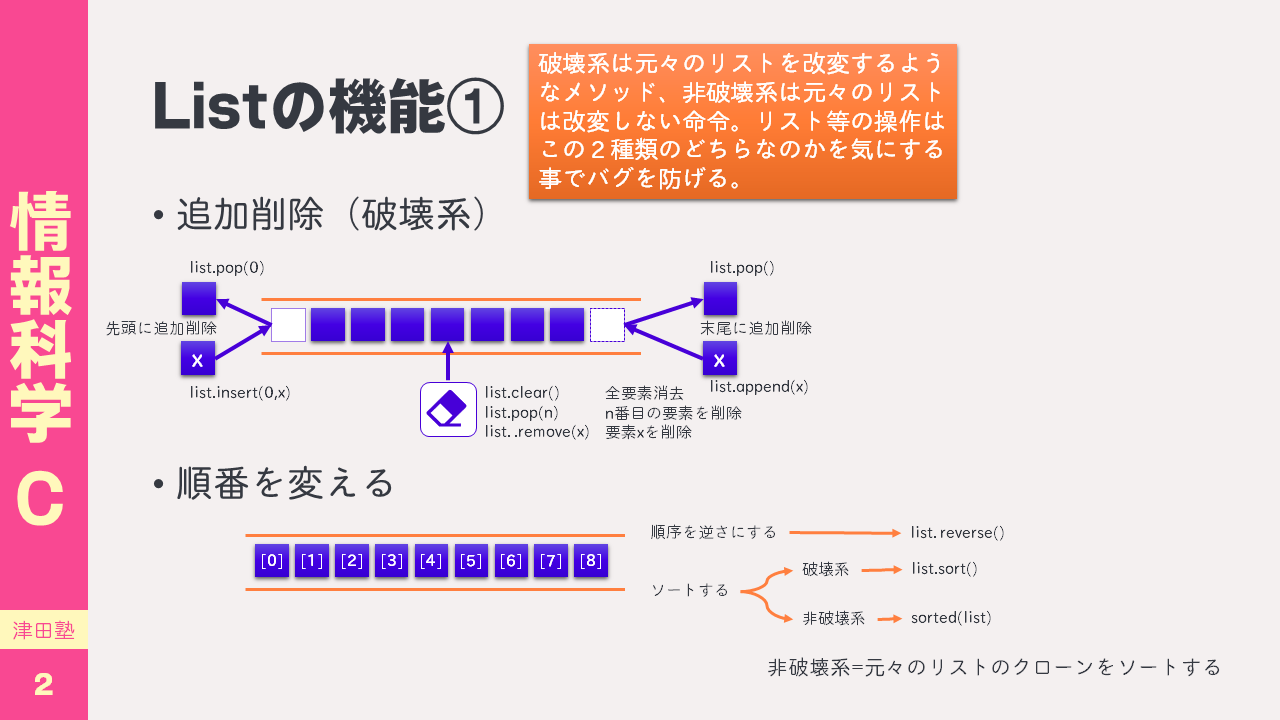 情報科学 C
津田塾
2
Listの機能①
破壊系は元々のリストを改変するよう
なメソッド、非破壊系は元々のリスト
は改変しない命令。リスト等の操作は
この２種類のどちらなのかを気にする
事でバグを防げる。
• 追加削除（破壊系）
list.pop(0)
先頭に追加削除
x
list.insert(0,x)
list.pop()
末尾に追加削除
x
list.append(x)
list.clear() 全要素消去
list.pop(n) n番目の要素を削除
list. .remove(x) 要素xを削除
• 順番を変える
[0] [1] [2] [3] [4] [5] [6] [7] [8]
順序を逆さにする list. reverse()
ソートする
破壊系 list.sort()
非破壊系 sorted(list)
非破壊系=元々のリストのクローンをソートする